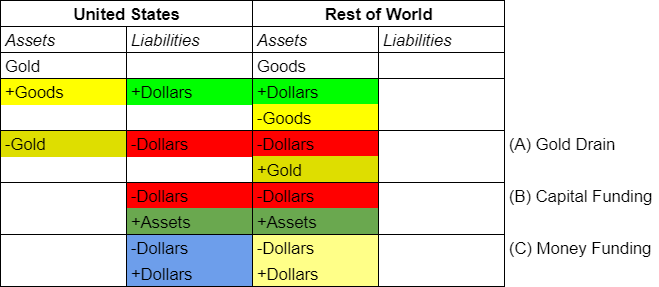 United States Rest of World
Assets Liabilities Assets Liabilities
Gold Goods
+Goods +Dollars +Dollars
-Goods
-Gold -Dollars -Dollars (A) Gold Drain
+Gold
-Dollars -Dollars (B) Capital Funding
+Assets +Assets
-Dollars -Dollars (C) Money Funding
+Dollars +Dollars